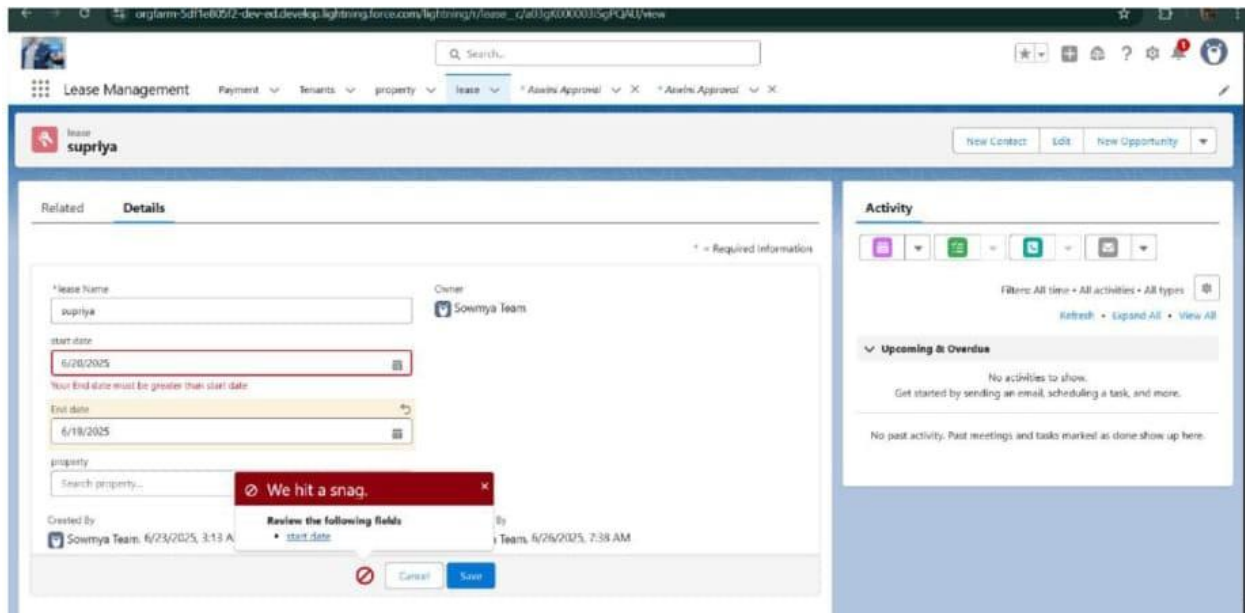 orgfarm-5df1e605f2-dev-ed.develop.lightning.force.com/lightning/r/lease__c/a03gK000003iSgPQAU/view
Search...
Lease Management Payment Tenants property lease * Aswini Approval * Aswini Approval
lease
supriya
New Contact Edit New Opportunity
Related Details
* = Required Information
*lease Name
supriya
Owner
Sowmya Team
start date
6/20/2025
Your End date must be greater than start date
End date
6/19/2025
property
Search property...
We hit a snag.
Review the following fields
• start date
Created By
Sowmya Team, 6/23/2025, 3:13 A
By
Team, 6/26/2025, 7:38 AM
Cancel Save
Activity
Filters: All time • All activities • All types
Refresh • Expand All • View All
Upcoming & Overdue
No activities to show.
Get started by sending an email, scheduling a task, and more.
No past activity. Past meetings and tasks marked as done show up here.